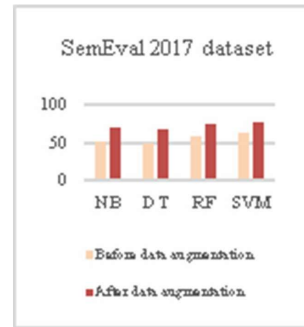 SemEval 2017 dataset
100
50
0
NB DT RF SVM
Before data augmentation
After data augmentation